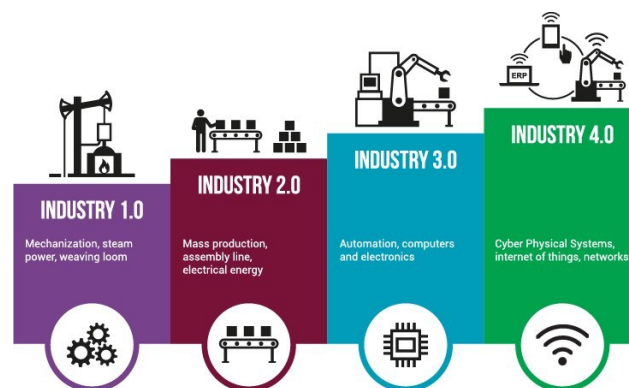 ERP
INDUSTRY 1.0
Mechanization, steam
power, weaving loom
INDUSTRY 2.0
Mass production,
assembly line,
electrical energy
INDUSTRY 3.0
Automation, computers
and electronics
INDUSTRY 4.0
Cyber Physical Systems,
internet of things, networks